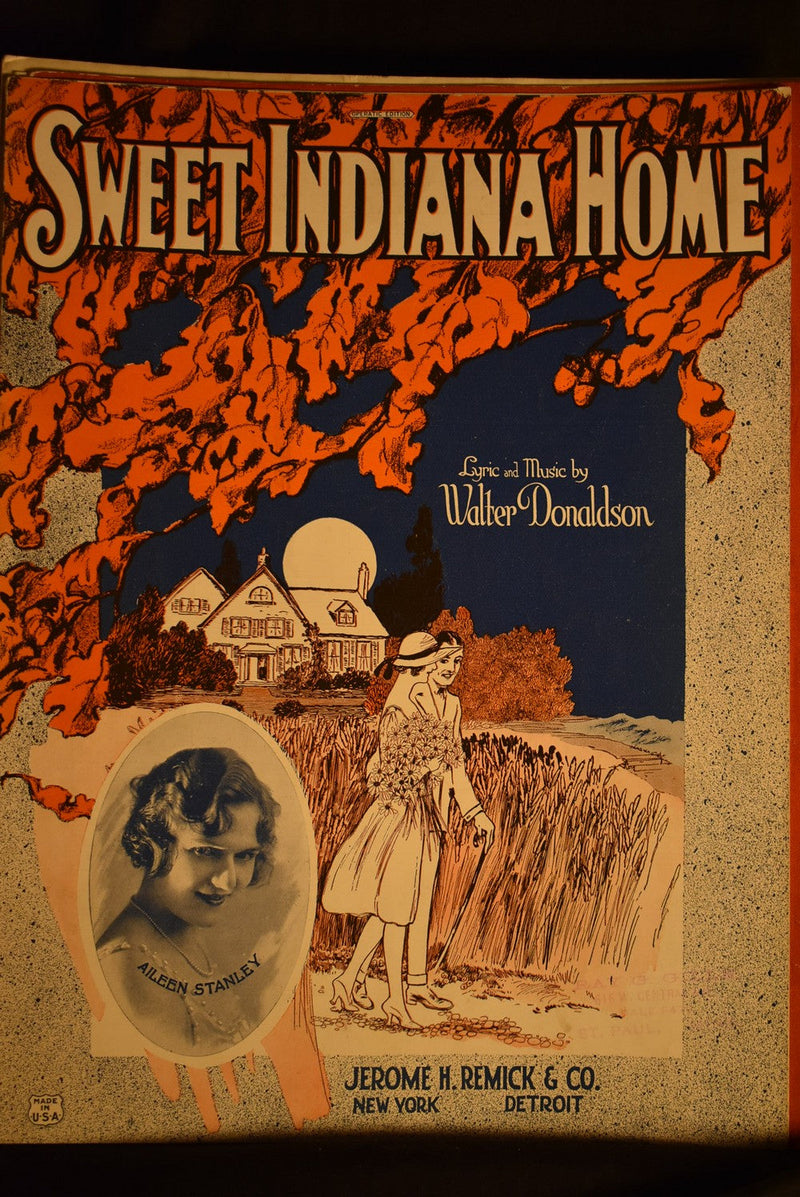 OPERATIC EDITION
SWEET INDIANA HOME
Lyric and Music by
Walter Donaldson
AILEEN STANLEY
ST. PAUL,
JEROME H. REMICK & CO.
NEW YORK DETROIT
MADE
IN
U·S·A